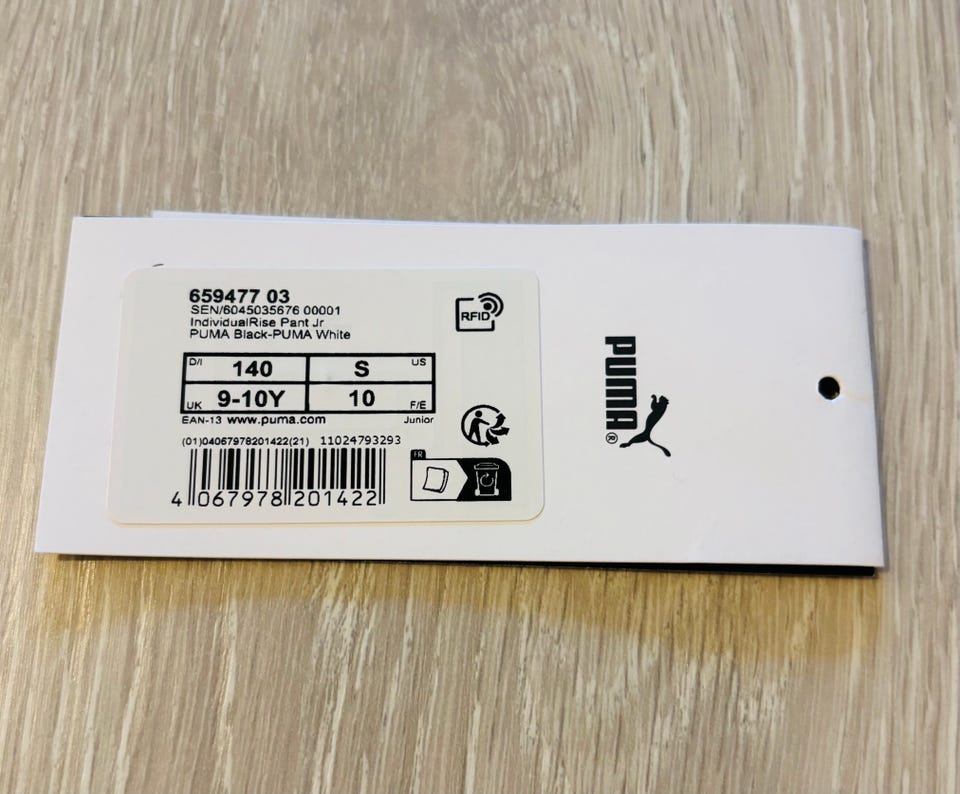 659477 03
SEN/6045035676 00001
IndividualRise Pant Jr
PUMA Black-PUMA White
RFID
D/I 140 S US
UK 9-10Y 10 F/E
EAN-13 www.puma.com Junior
(01)04067978201422(21) 11024793293
FR
4 067978 201422
PUMA®